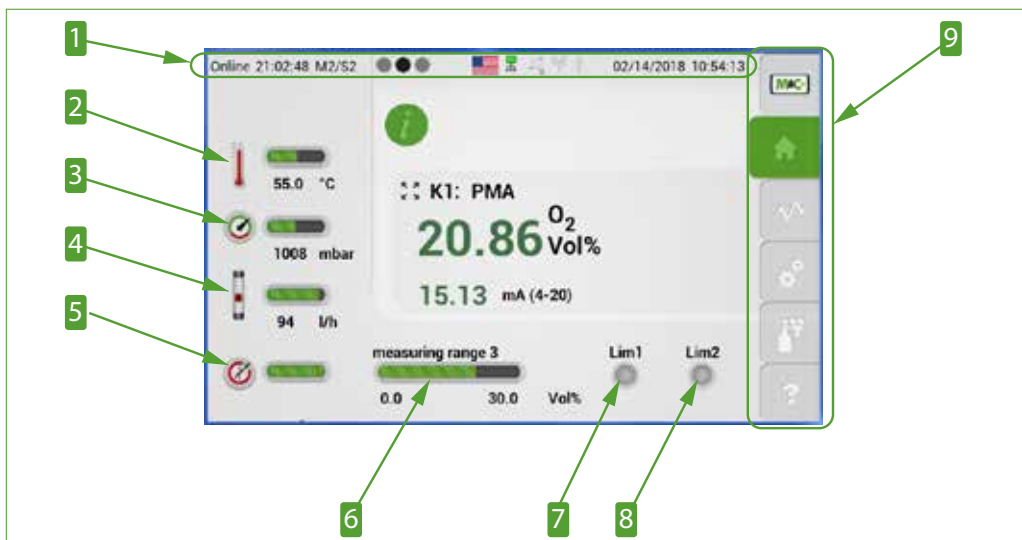 1
9
Online 21:02:48 M2/S2 02/14/2018 10:54:13
MAC
2
i
3
55.0 °C
K1: PMA
20.86 O2 Vol%
4
1008 mbar
15.13 mA (4-20)
5
94 l/h
measuring range 3 Lim1 Lim2
0.0 30.0 Vol%
?
6
7
8